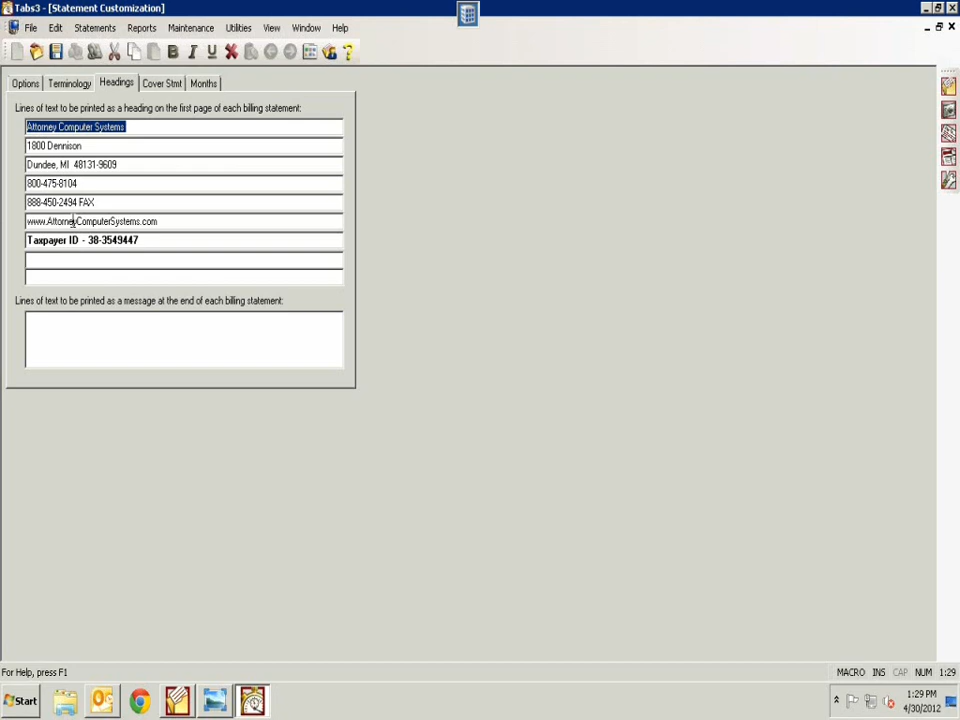 Tabs3 - [Statement Customization]
File Edit Statements Reports Maintenance Utilities View Window Help
Options Terminology Headings Cover Stmt Months
Lines of text to be printed as a heading on the first page of each billing statement:
Attorney Computer Systems
1800 Dennison
Dundee, MI 48131-9609
800-475-8104
888-450-2494 FAX
www.AttorneyComputerSystems.com
Taxpayer ID - 38-3549447
Lines of text to be printed as a message at the end of each billing statement:
For Help, press F1
MACRO INS CAP NUM 1:29
Start
1:29 PM
4/30/2012